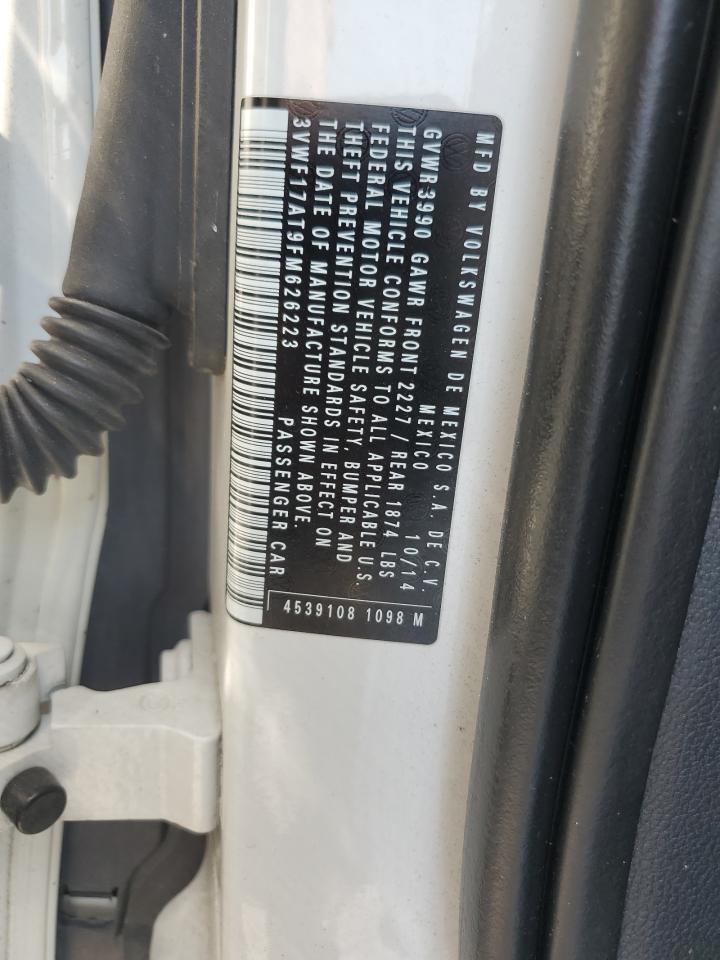 MFD BY VOLKSWAGEN DE MEXICO S.A. DE C.V.
MEXICO 10/14
GVWR 3990 GAWR FRONT 2227 / REAR 1874 LBS
THIS VEHICLE CONFORMS TO ALL APPLICABLE U.S.
FEDERAL MOTOR VEHICLE SAFETY, BUMPER AND
THEFT PREVENTION STANDARDS IN EFFECT ON
THE DATE OF MANUFACTURE SHOWN ABOVE.
3VWF17AT9FM626223 PASSENGER CAR
4539108 1098 M